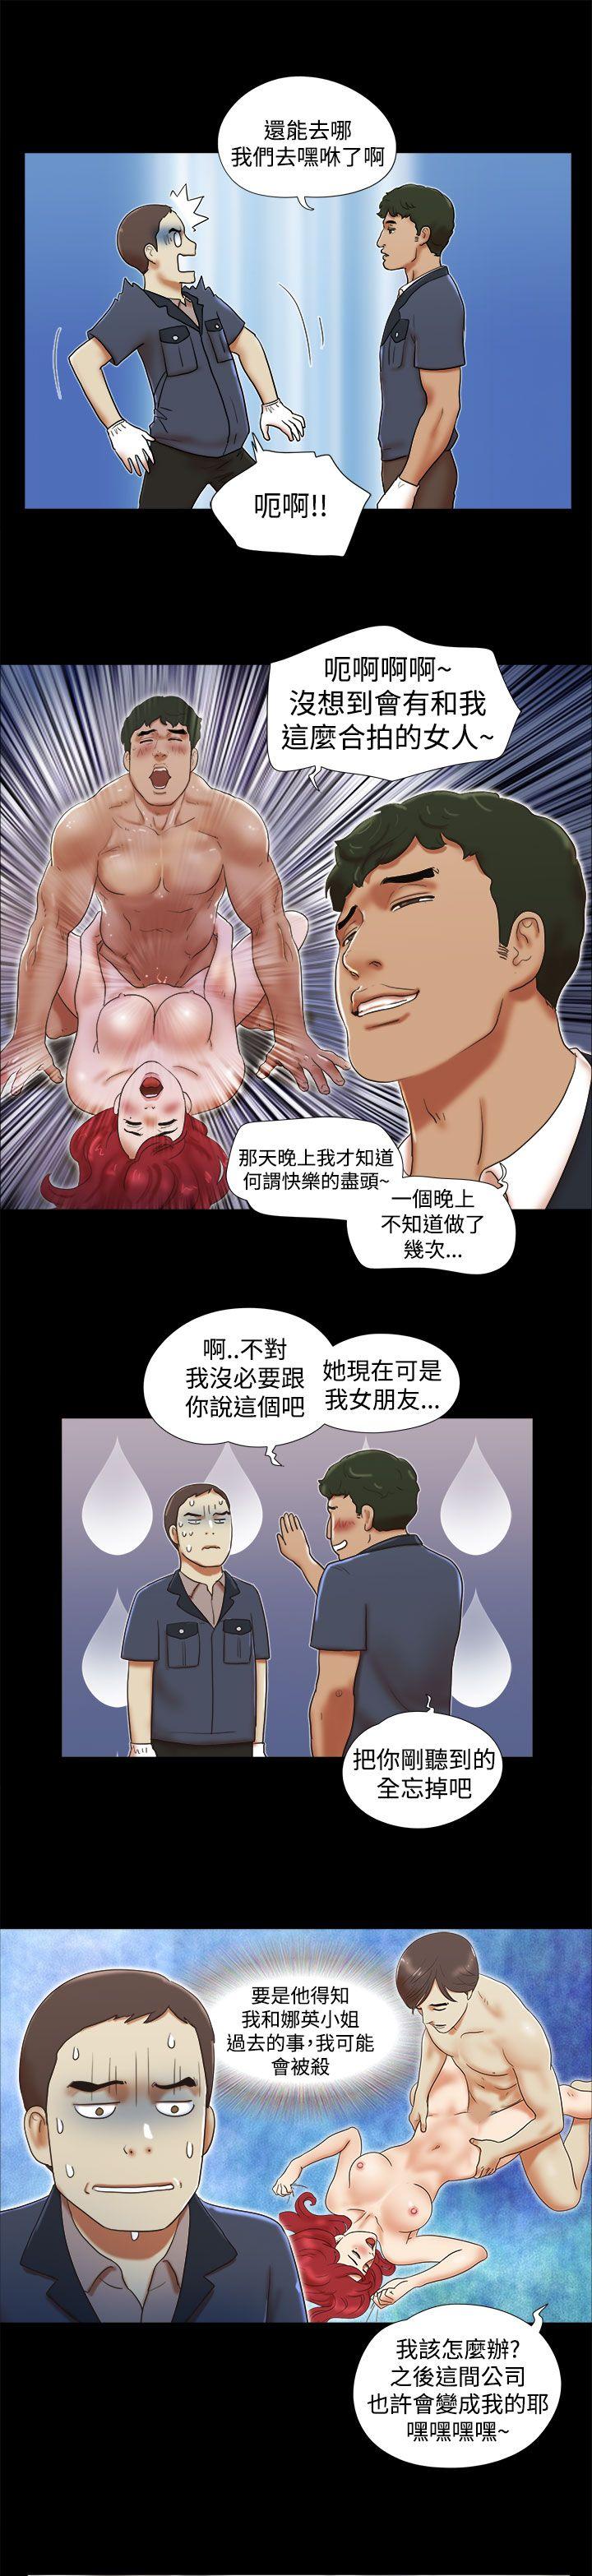 還能去哪
我們去嘿咻了啊
呃啊!!
呃啊啊啊~
沒想到會有和我
這麼合拍的女人~
那天晚上我才知道
何謂快樂的盡頭~
一個晚上
不知道做了
幾次...
啊..不對
我沒必要跟
你說這個吧
她現在可是
我女朋友...
把你剛聽到的
全忘掉吧
要是他得知
我和娜英小姐
過去的事，我可能
會被殺
我該怎麼辦?
之後這間公司
也許會變成我的耶
嘿嘿嘿嘿~